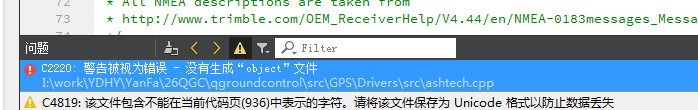 72 * All NMEA descriptions are taken from
73 * http://www.trimble.com/OEM_ReceiverHelp/V4.44/en/NMEA-0183messages_Messa
问题
Filter
C2220: 警告被视为错误 - 没有生成“object”文件
I:\work\YDHY\YanFa\26QGC\qgroundcontrol\src\GPS\Drivers\src\ashtech.cpp
C4819: 该文件包含不能在当前代码页(936)中表示的字符。请将该文件保存为 Unicode 格式以防止数据丢失